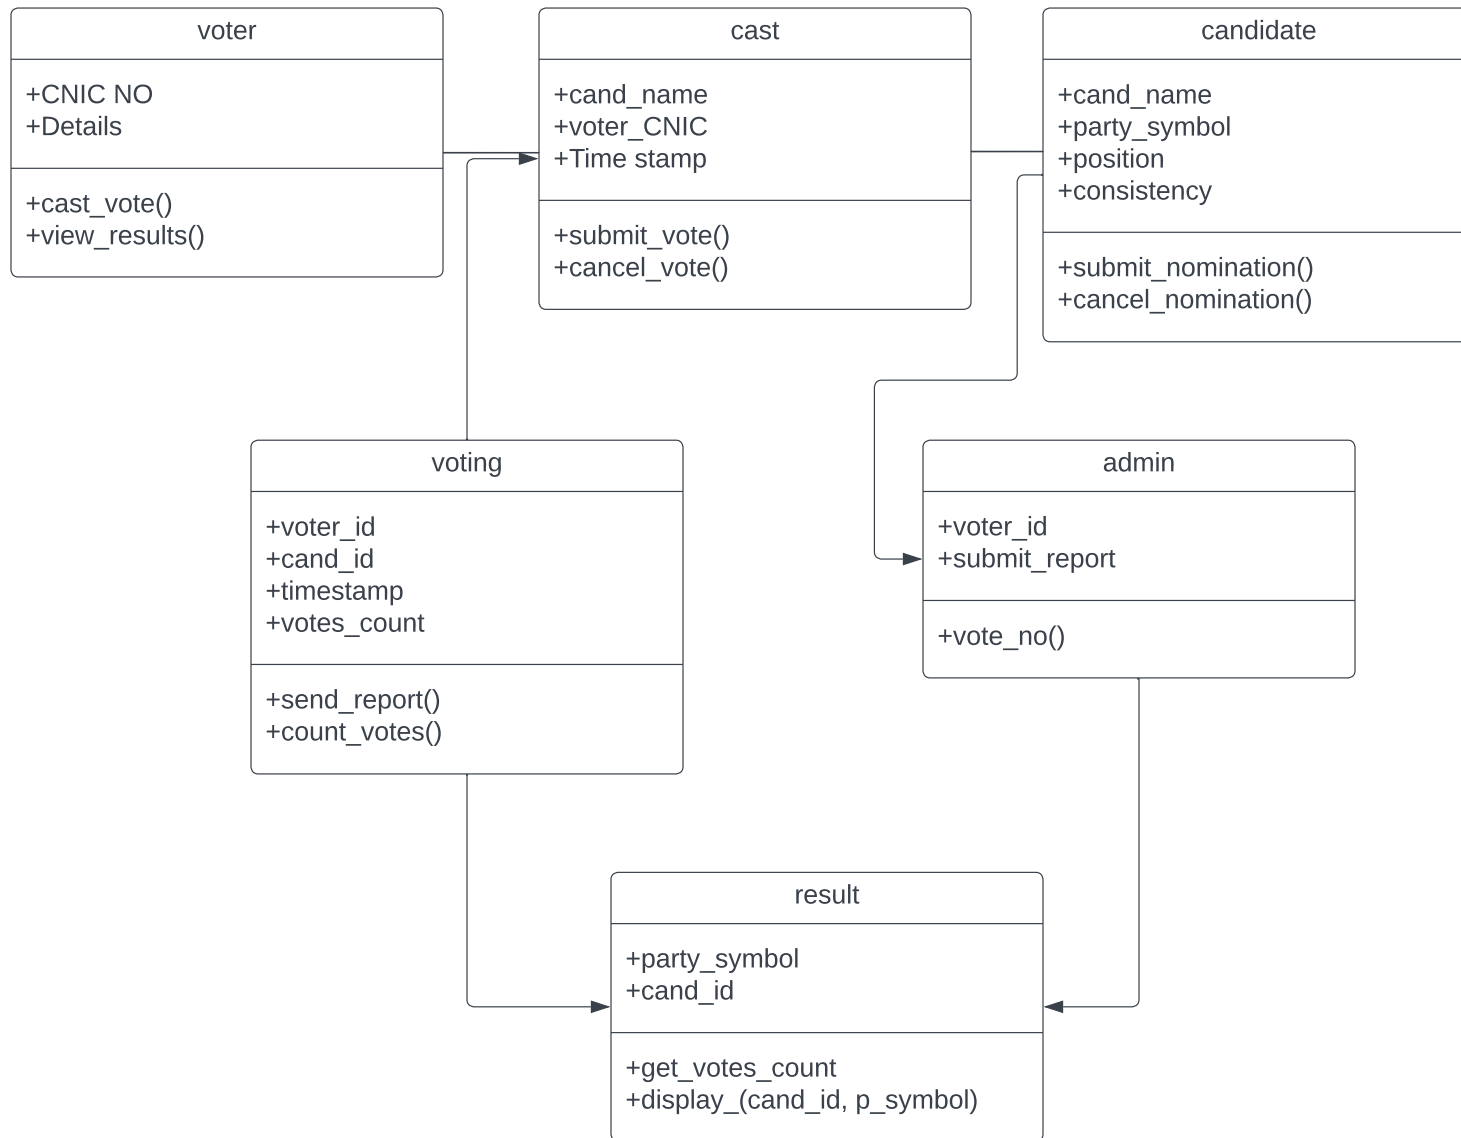 voter
+CNIC NO
+Details
+cast_vote()
+view_results()
cast
+cand_name
+voter_CNIC
+Time stamp
+submit_vote()
+cancel_vote()
candidate
+cand_name
+party_symbol
+position
+consistency
+submit_nomination()
+cancel_nomination()
voting
+voter_id
+cand_id
+timestamp
+votes_count
+send_report()
+count_votes()
admin
+voter_id
+submit_report
+vote_no()
result
+party_symbol
+cand_id
+get_votes_count
+display_(cand_id, p_symbol)